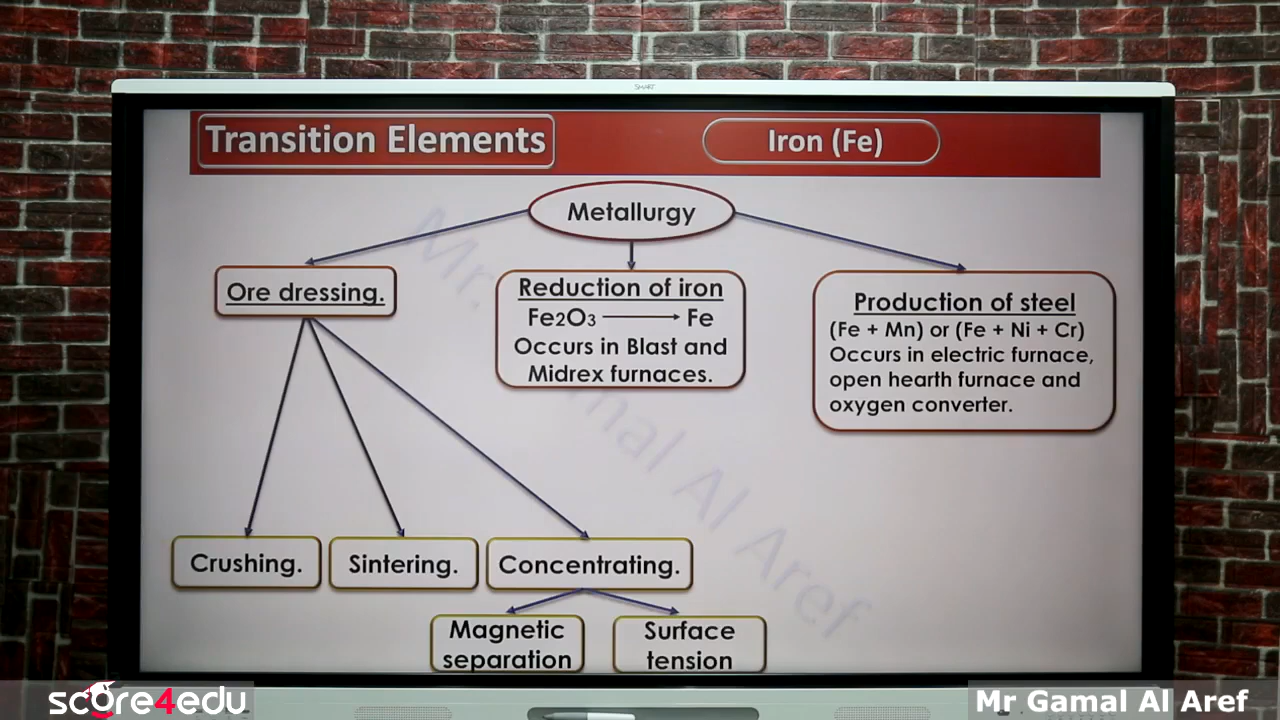 SMART
Transition Elements
Iron (Fe)
Metallurgy
Ore dressing.
Reduction of iron
Fe2O3 → Fe
Occurs in Blast and
Midrex furnaces.
Production of steel
(Fe + Mn) or (Fe + Ni + Cr)
Occurs in electric furnace,
open hearth furnace and
oxygen converter.
Crushing.
Sintering.
Concentrating.
Magnetic
separation
Surface
tension
Mr. Gamal Al Aref
score4edu
Mr Gamal Al Aref